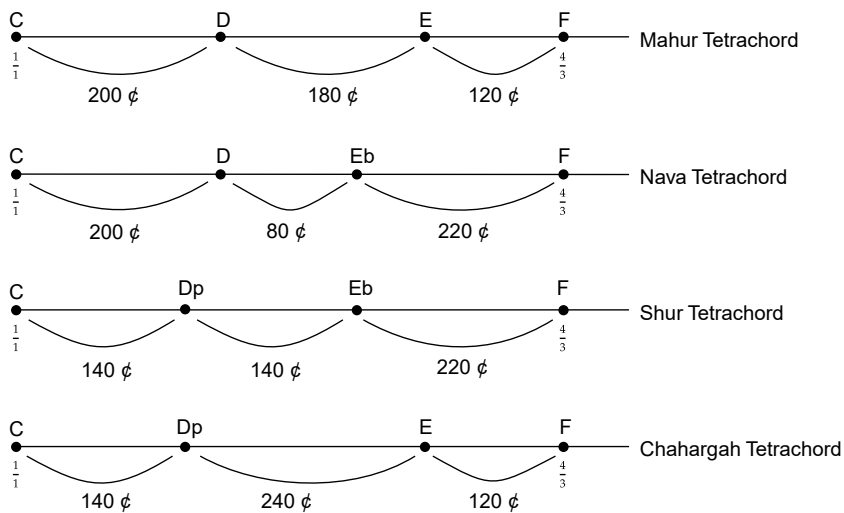 C D E F
Mahur Tetrachord
1/1 4/3
200 ¢ 180 ¢ 120 ¢
C D Eb F
Nava Tetrachord
1/1 4/3
200 ¢ 80 ¢ 220 ¢
C Dp Eb F
Shur Tetrachord
1/1 4/3
140 ¢ 140 ¢ 220 ¢
C Dp E F
Chahargah Tetrachord
1/1 4/3
140 ¢ 240 ¢ 120 ¢